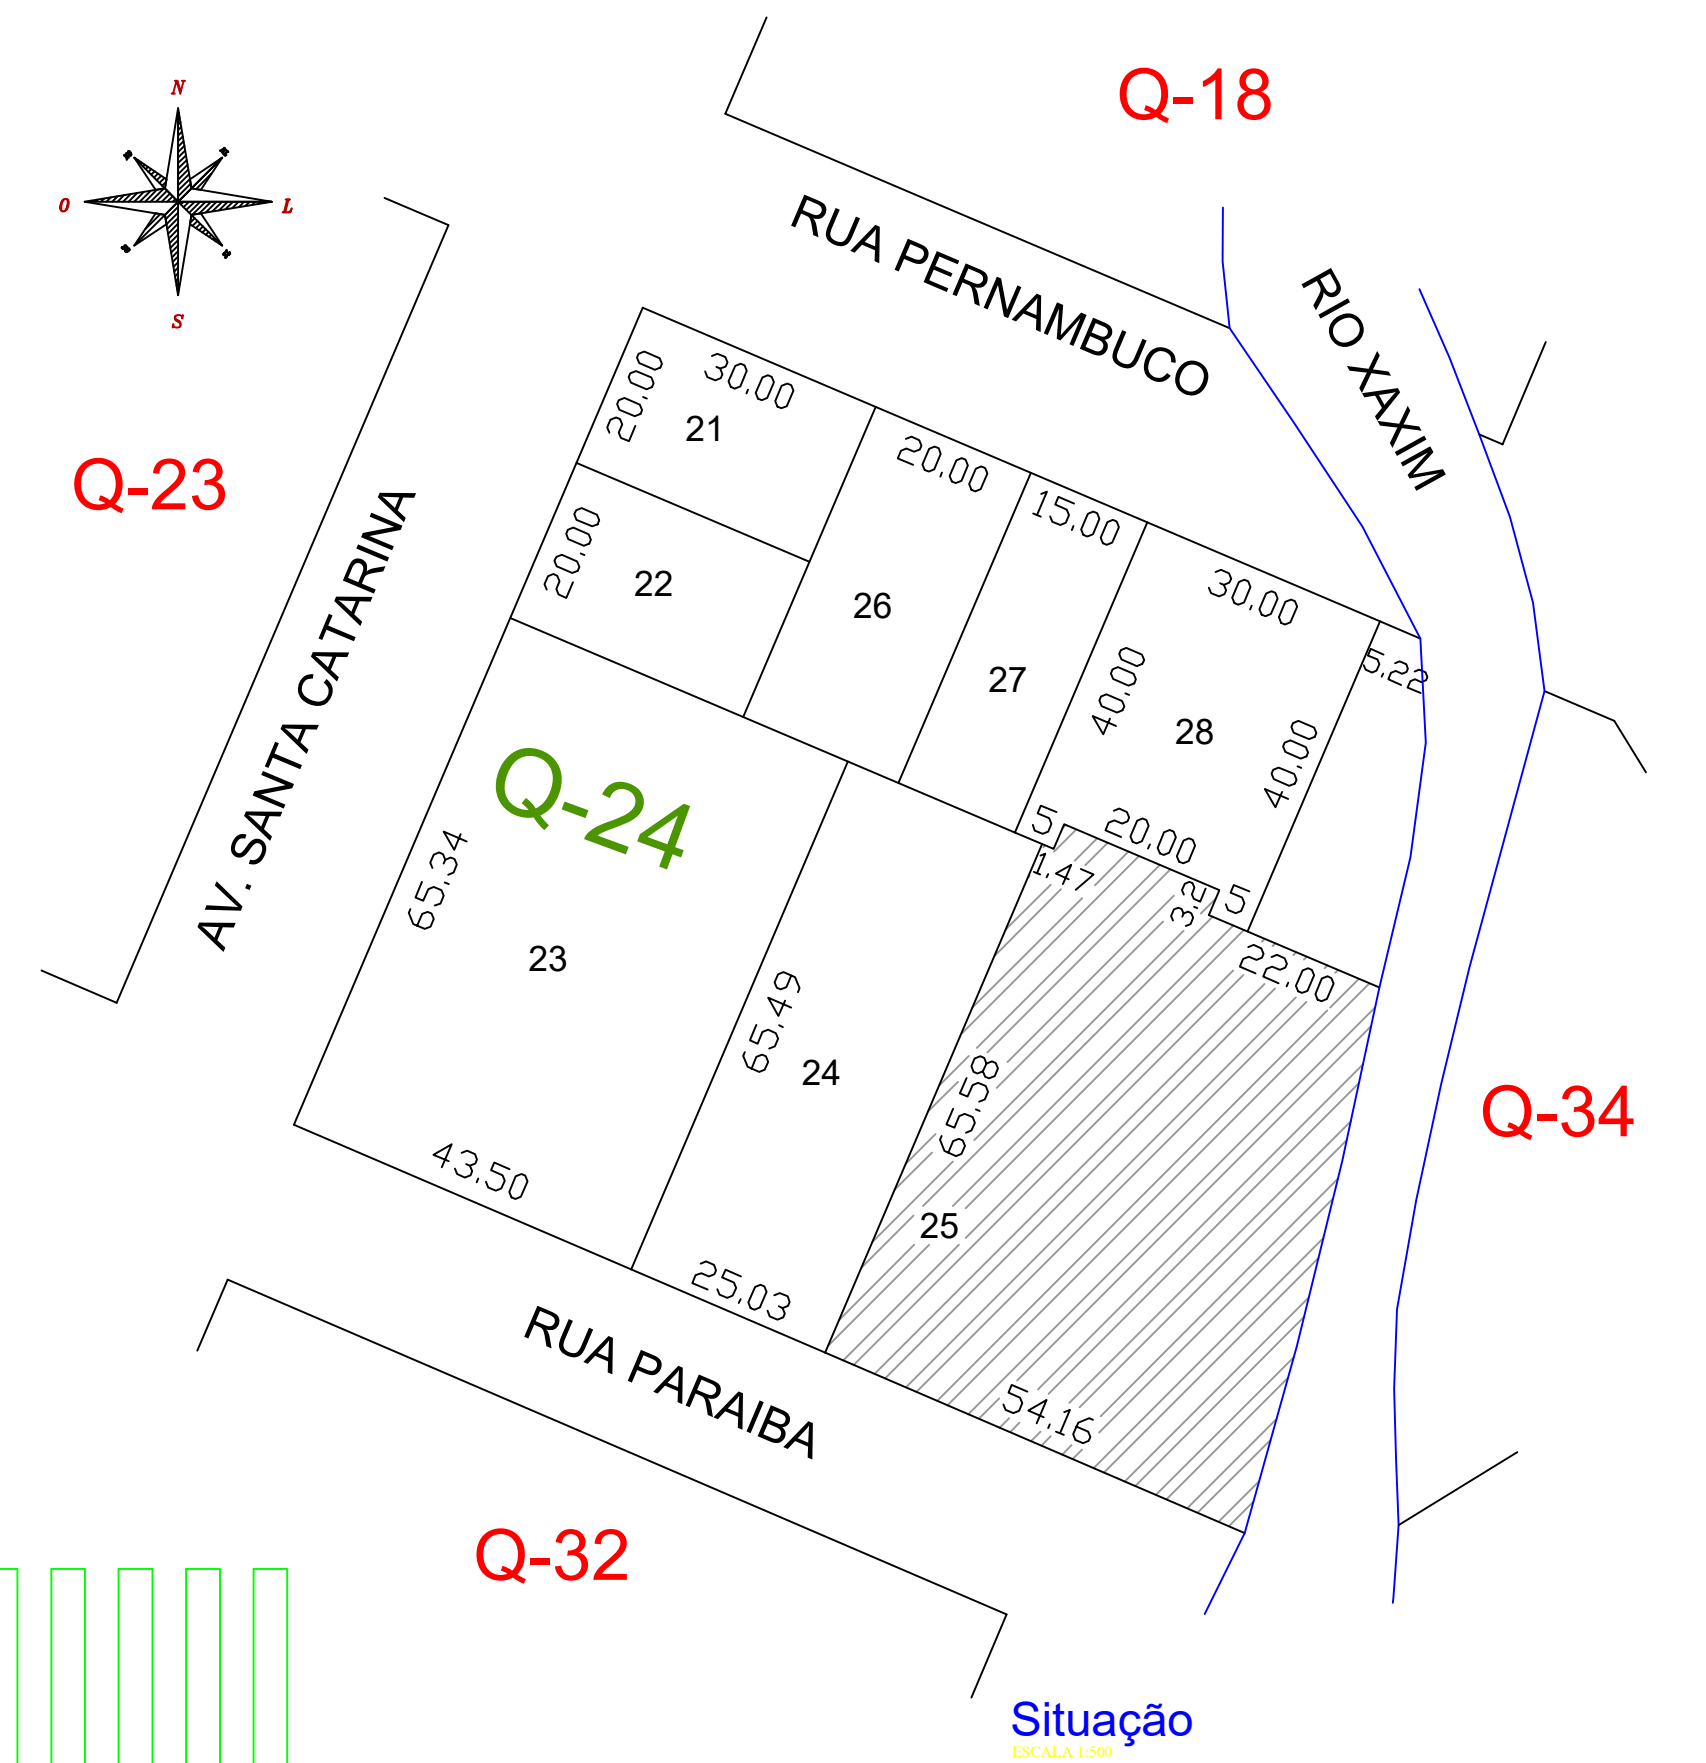 Q-18
N
O
L
S
RUA PERNAMBUCO
RIO XAXIM
Q-23
AV. SANTA CATARINA
20.00
30.00
21
20.00
15.00
20.00
22
26
27
30.00
5.22
40.00
28
40.00
Q-24
5
20.00
1.47
3.2
5
22.00
65.34
23
65.49
24
65.58
25
Q-34
43.50
25.03
54.16
RUA PARAIBA
Q-32
Situação
ESCALA 1:500